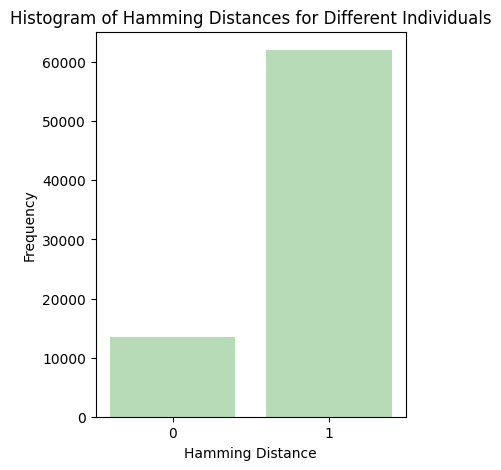 Histogram of Hamming Distances for Different Individuals
60000
50000
40000
30000
20000
10000
0
Frequency
0 1
Hamming Distance